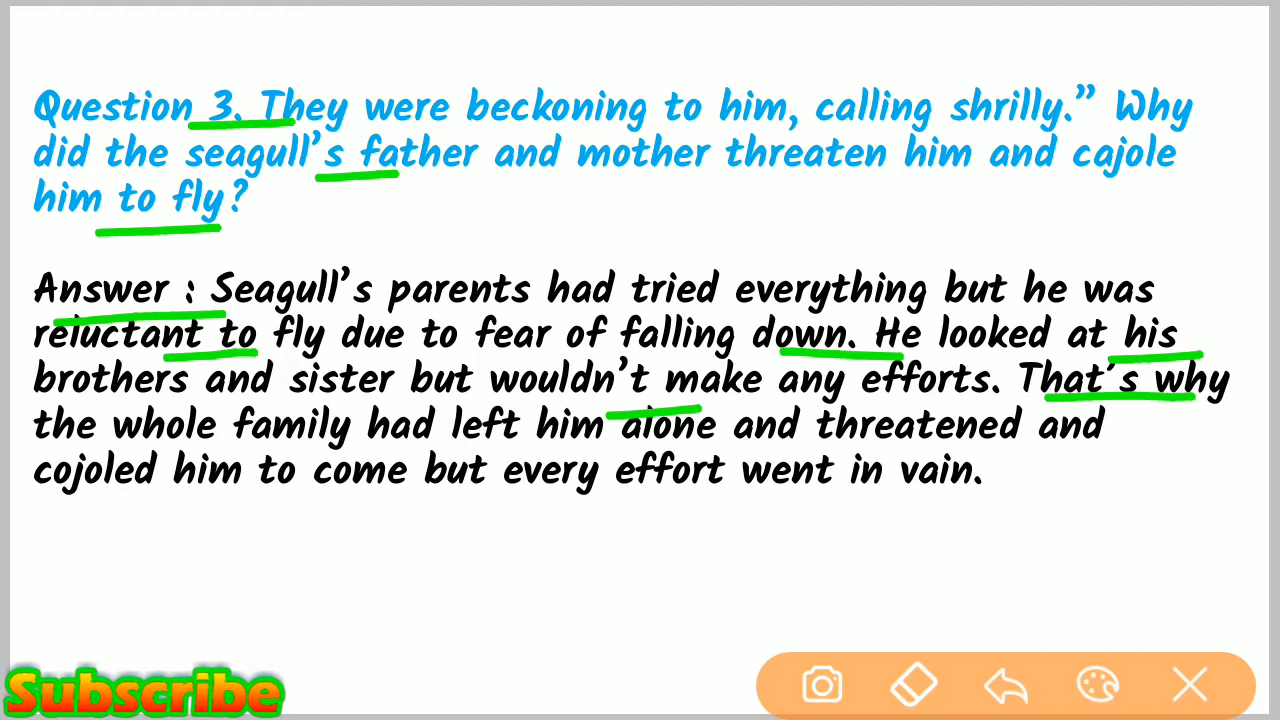 Question 3. They were beckoning to him, calling shrilly.” Why
did the seagull’s father and mother threaten him and cajole
him to fly?
Answer : Seagull’s parents had tried everything but he was
reluctant to fly due to fear of falling down. He looked at his
brothers and sister but wouldn’t make any efforts. That’s why
the whole family had left him alone and threatened and
cojoled him to come but every effort went in vain.
Subscribe